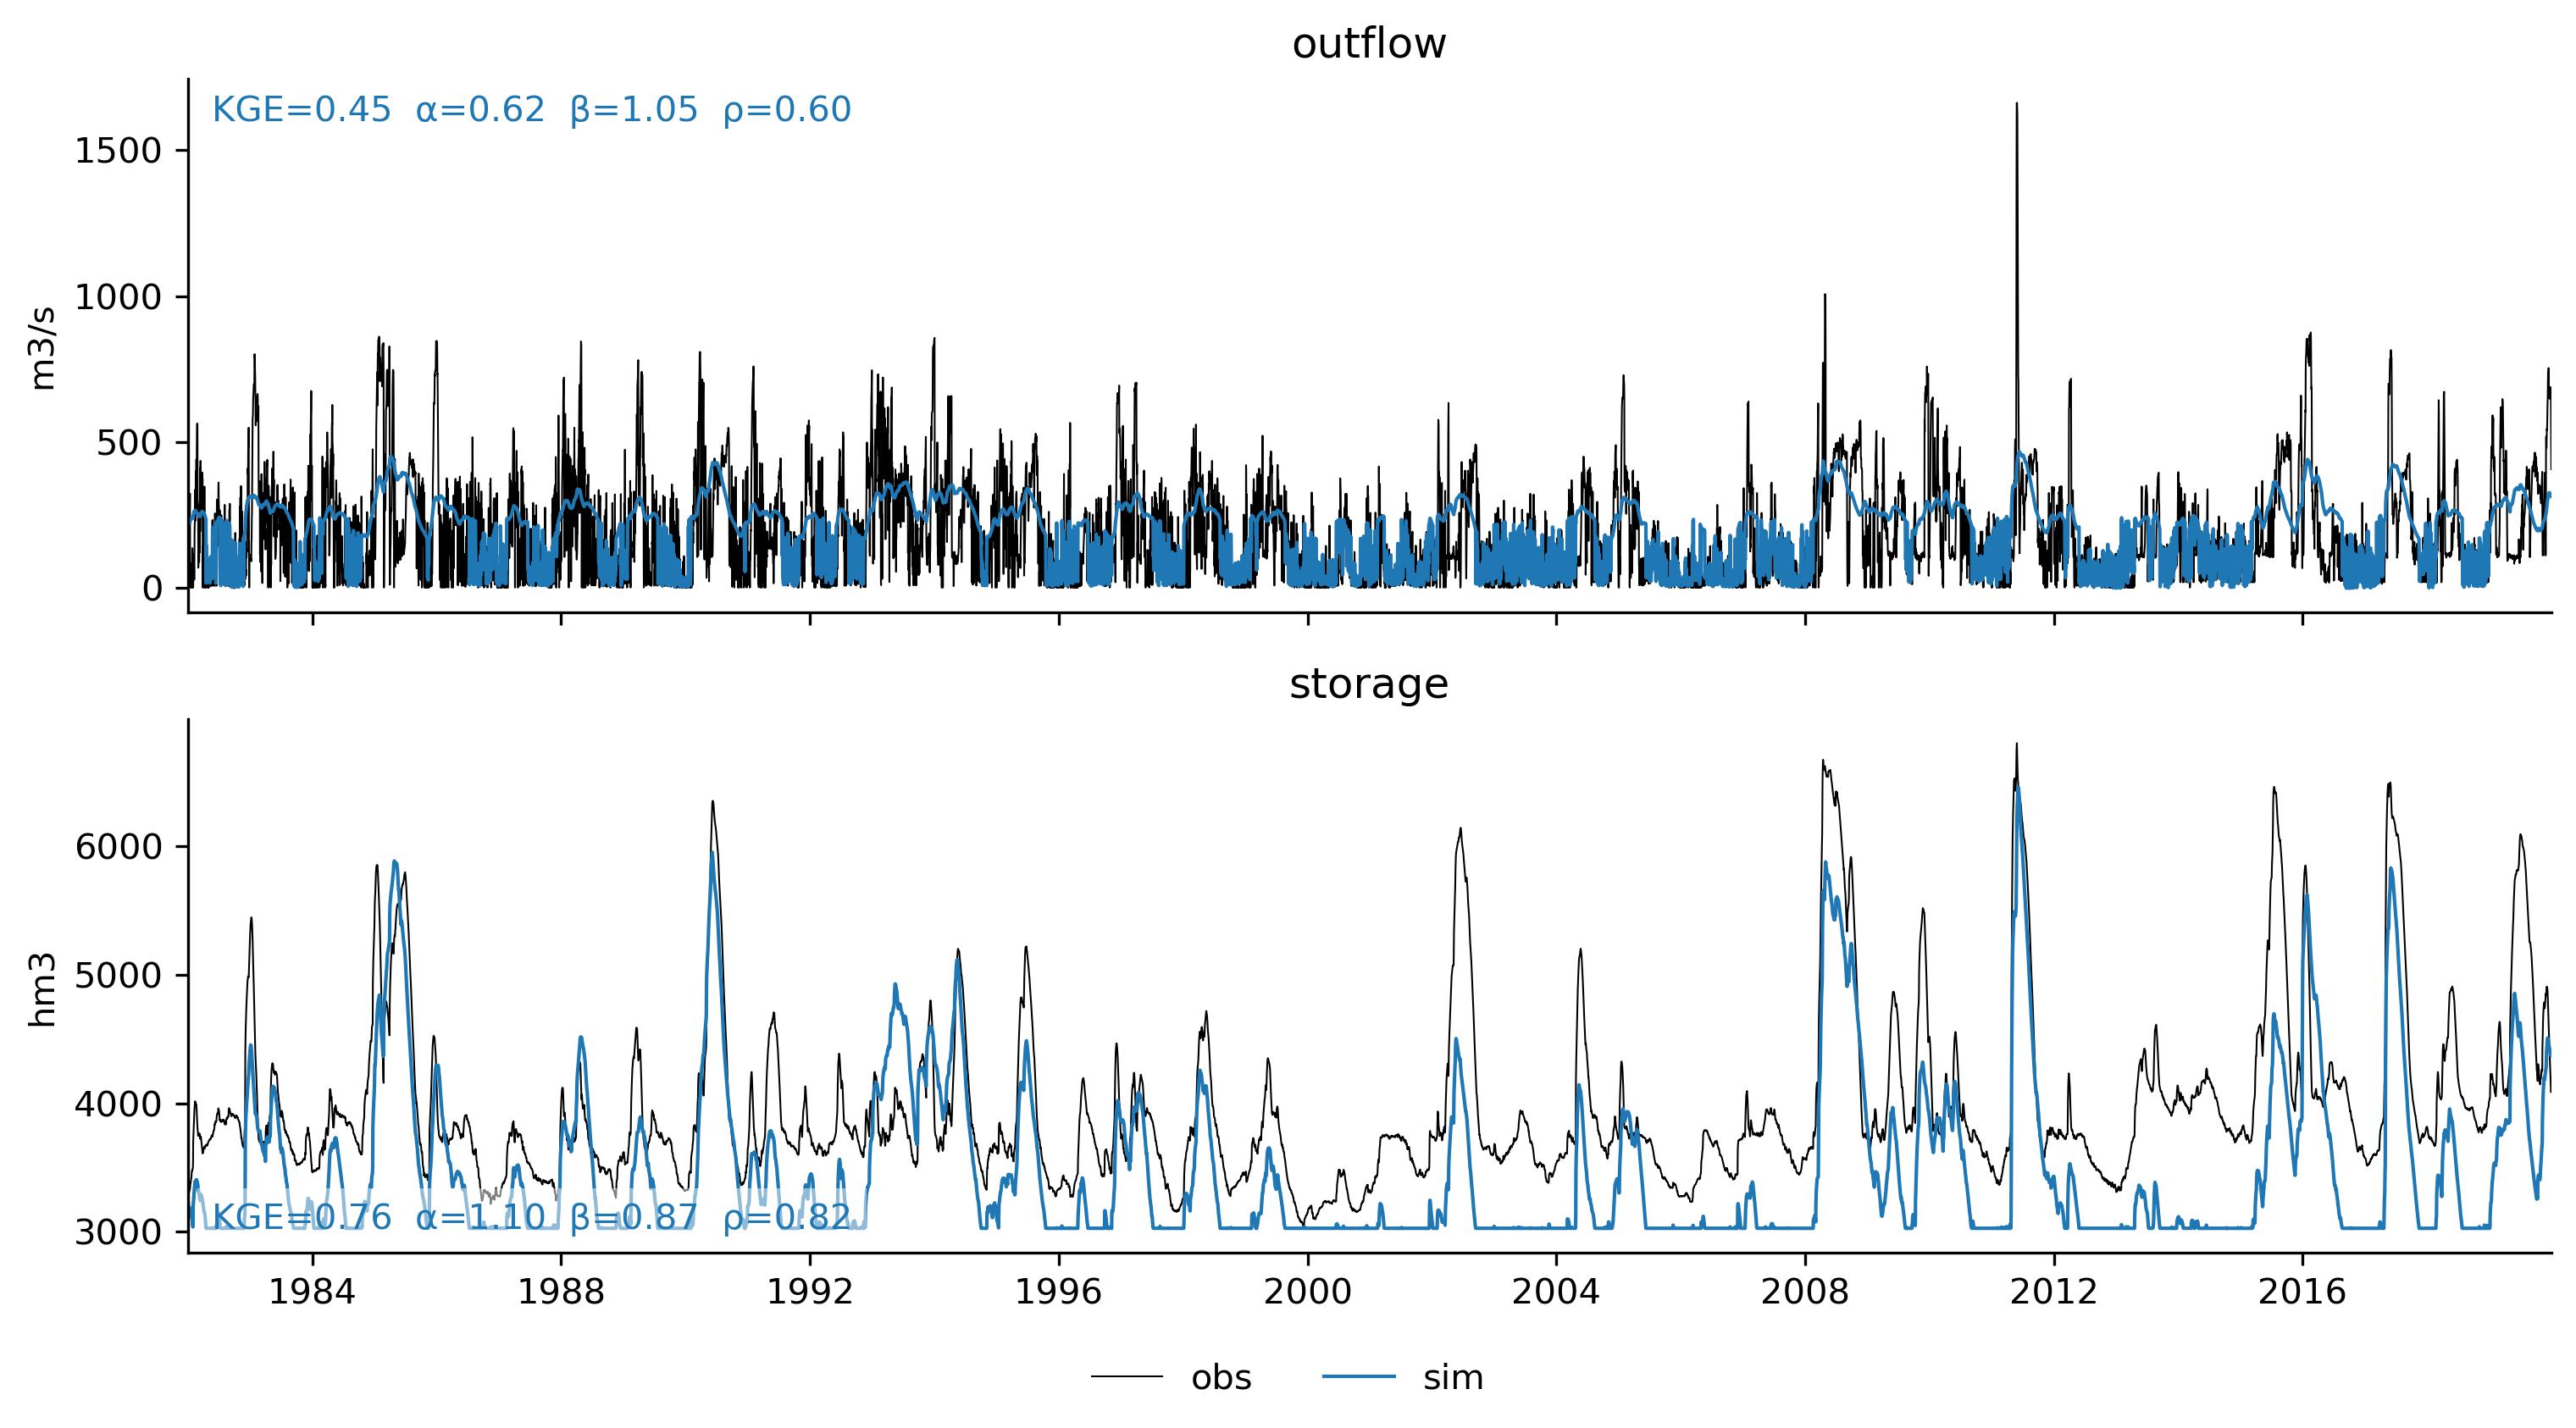 outflow
KGE=0.45 α=0.62 β=1.05 ρ=0.60
1500
1000
500
0
m3/s
storage
6000
5000
4000
3000
hm3
KGE=0.76 α=1.10 β=0.87 ρ=0.82
1984 1988 1992 1996 2000 2004 2008 2012 2016
obs sim